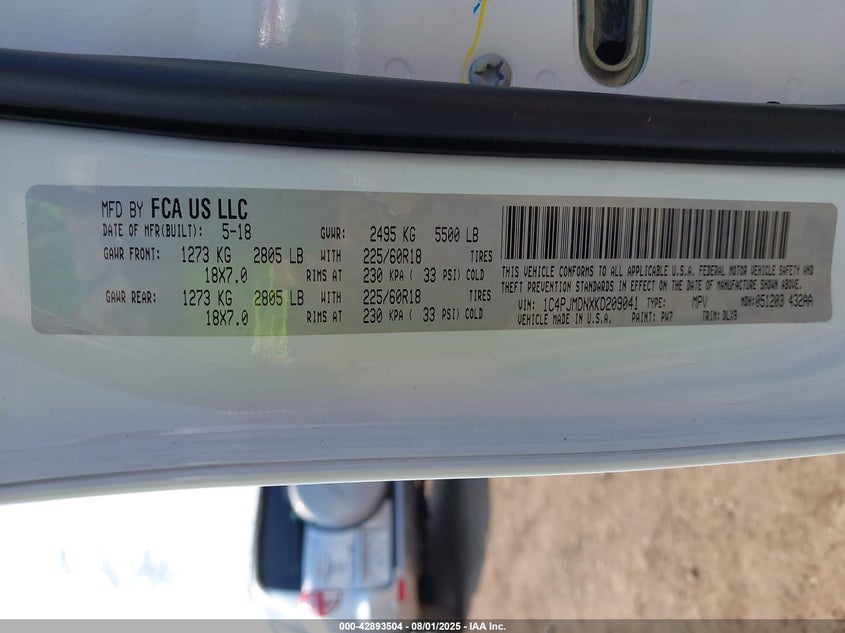 MFD BY FCA US LLC
DATE OF MFR(BUILT): 5-18 GVWR: 2495 KG 5500 LB
GAWR FRONT: 1273 KG 2805 LB WITH 225/60R18 TIRES
18X7.0 RIMS AT 230 KPA ( 33 PSI) COLD
GAWR REAR: 1273 KG 2805 LB WITH 225/60R18 TIRES
18X7.0 RIMS AT 230 KPA ( 33 PSI) COLD
THIS VEHICLE CONFORMS TO ALL APPLICABLE U.S.A. FEDERAL MOTOR VEHICLE SAFETY AND
THEFT PREVENTION STANDARDS IN EFFECT ON THE DATE OF MANUFACTURE SHOWN ABOVE.
VIN: 1C4PJMDNXKD209041 TYPE: MPV MDH:051203 432AA
VEHICLE MADE IN U.S.A. PAINT: PW7 TRIM: DLX9
000-42893504 - 08/01/2025 - IAA Inc.